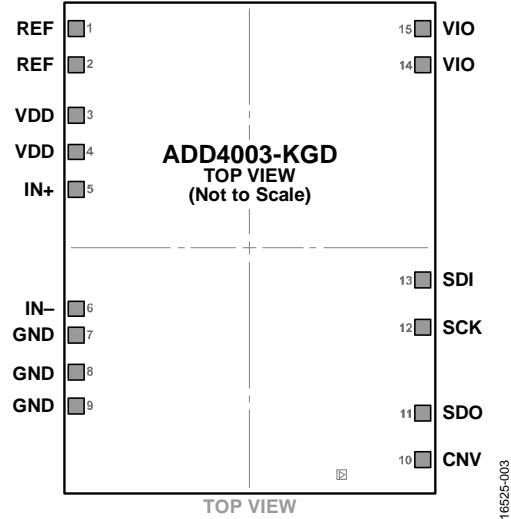 REF 1 15 VIO
REF 2 14 VIO
VDD 3
VDD 4
ADD4003-KGD
TOP VIEW
(Not to Scale)
IN+ 5
13 SDI
IN– 6
12 SCK
GND 7
GND 8
GND 9
11 SDO
10 CNV
TOP VIEW
16525-003